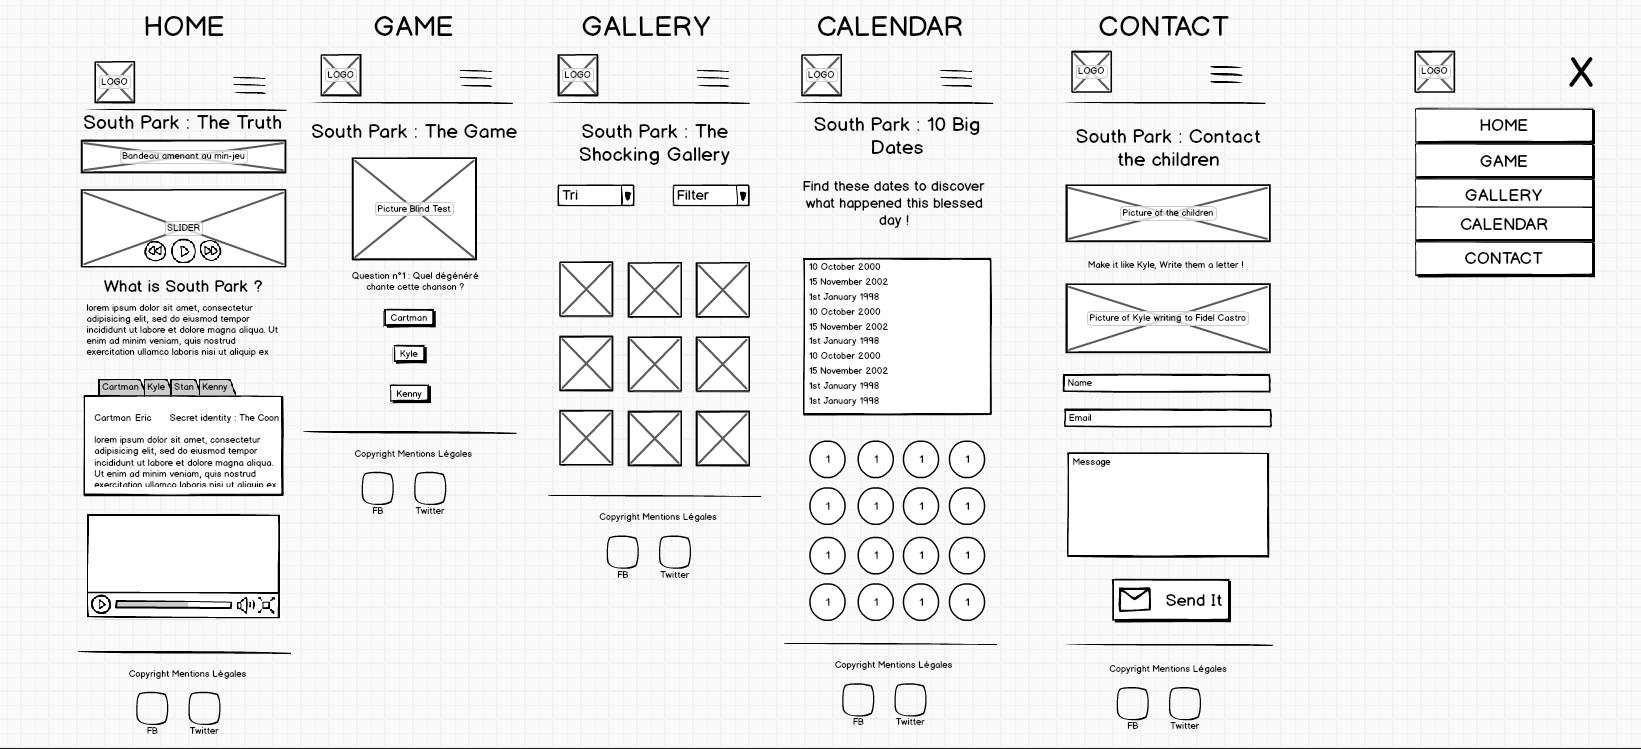 HOME
LOGO
South Park : The Truth
Bandeau amenant au min-jeu
SLIDER
What is South Park ?
lorem ipsum dolor sit amet, consectetur
adipisicing elit, sed do eiusmod tempor
incididunt ut labore et dolore magna aliqua. Ut
enim ad minim veniam, quis nostrud
exercitation ullamco laboris nisi ut aliquip ex
Cartman Kyle Stan Kenny
Cartman Eric Secret identity : The Coon
lorem ipsum dolor sit amet, consectetur
adipisicing elit, sed do eiusmod tempor
incididunt ut labore et dolore magna aliqua.
Ut enim ad minim veniam, quis nostrud
exercitation ullamco laboris nisi ut aliquip ex
Copyright Mentions Légales
FB Twitter
GAME
LOGO
South Park : The Game
Picture Blind Test
Question n°1 : Quel dégénéré
chante cette chanson ?
Cartman
Kyle
Kenny
Copyright Mentions Légales
FB Twitter
GALLERY
LOGO
South Park : The
Shocking Gallery
Tri Filter
Copyright Mentions Légales
FB Twitter
CALENDAR
LOGO
South Park : 10 Big
Dates
Find these dates to discover
what happened this blessed
day !
10 October 2000
15 November 2002
1st January 1998
10 October 2000
15 November 2002
1st January 1998
10 October 2000
15 November 2002
1st January 1998
1st January 1998
1 1 1 1
1 1 1 1
1 1 1 1
1 1 1 1
Copyright Mentions Légales
FB Twitter
CONTACT
LOGO
South Park : Contact
the children
Picture of the children
Make it like Kyle, Write them a letter !
Picture of Kyle writing to Fidel Castro
Name
Email
Message
Send It
Copyright Mentions Légales
FB Twitter
LOGO X
HOME
GAME
GALLERY
CALENDAR
CONTACT